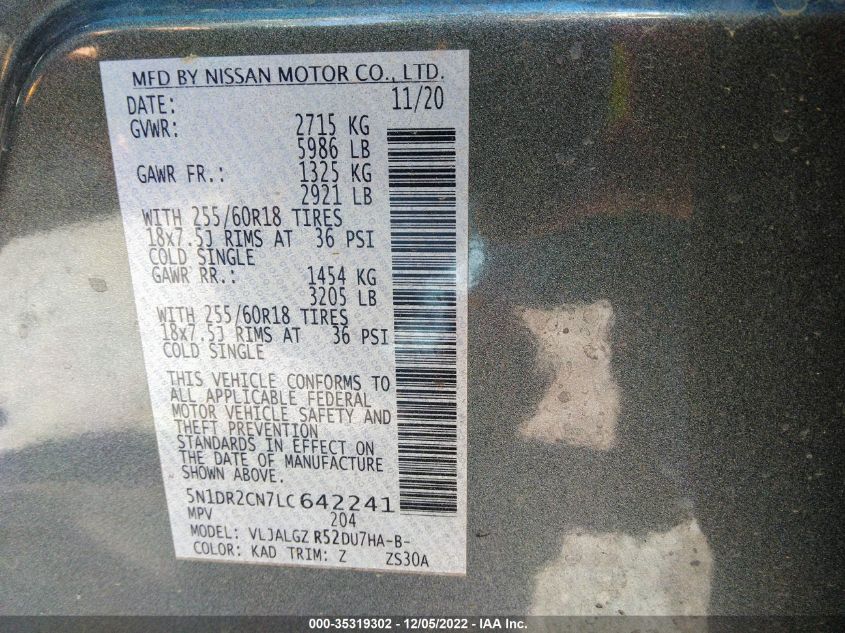 MFD BY NISSAN MOTOR CO., LTD.
DATE: 11/20
GVWR: 2715 KG
5986 LB
GAWR FR.: 1325 KG
2921 LB
WITH 255/60R18 TIRES
18x7.5J RIMS AT 36 PSI
COLD SINGLE
GAWR RR.: 1454 KG
3205 LB
WITH 255/60R18 TIRES
18x7.5J RIMS AT 36 PSI
COLD SINGLE
THIS VEHICLE CONFORMS TO
ALL APPLICABLE FEDERAL
MOTOR VEHICLE SAFETY AND
THEFT PREVENTION
STANDARDS IN EFFECT ON
THE DATE OF MANUFACTURE
SHOWN ABOVE.
5N1DR2CN7LC642241
MPV 204
MODEL: VLJALGZ R52DU7HA-B-
COLOR: KAD TRIM: Z ZS30A
000-35319302 - 12/05/2022 - IAA Inc.